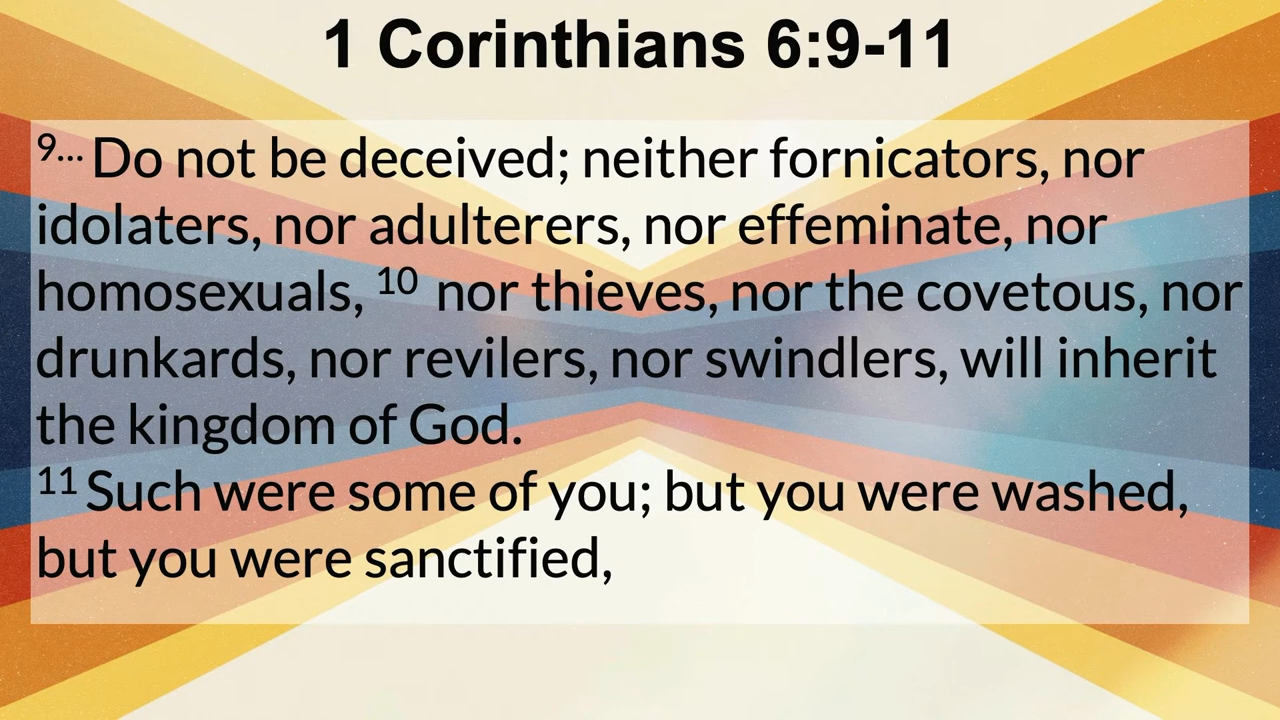 1 Corinthians 6:9-11
9... Do not be deceived; neither fornicators, nor
idolaters, nor adulterers, nor effeminate, nor
homosexuals, 10 nor thieves, nor the covetous, nor
drunkards, nor revilers, nor swindlers, will inherit
the kingdom of God.
11 Such were some of you; but you were washed,
but you were sanctified,